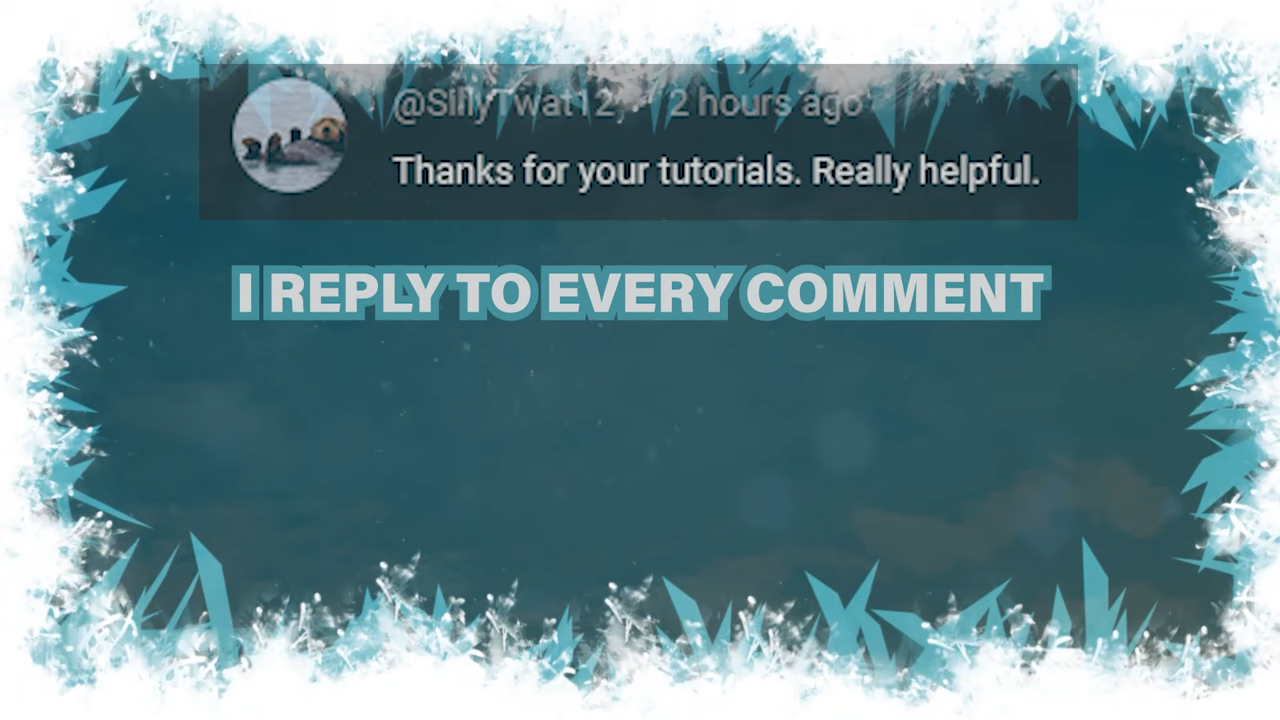 @SillyTwat12, 2 hours ago
Thanks for your tutorials. Really helpful.
I REPLY TO EVERY COMMENT